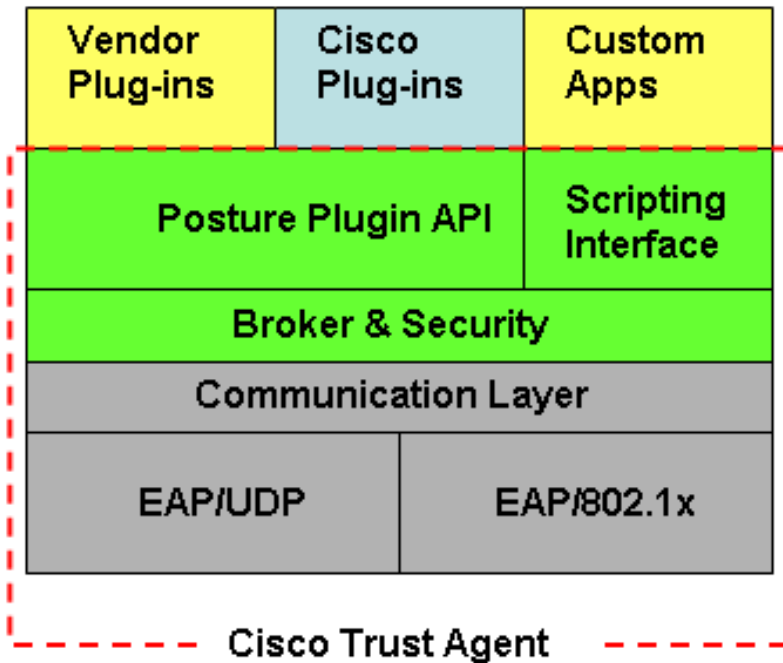 Vendor
Plug-ins
Cisco
Plug-ins
Custom
Apps
Posture Plugin API
Scripting
Interface
Broker & Security
Communication Layer
EAP/UDP
EAP/802.1x
Cisco Trust Agent